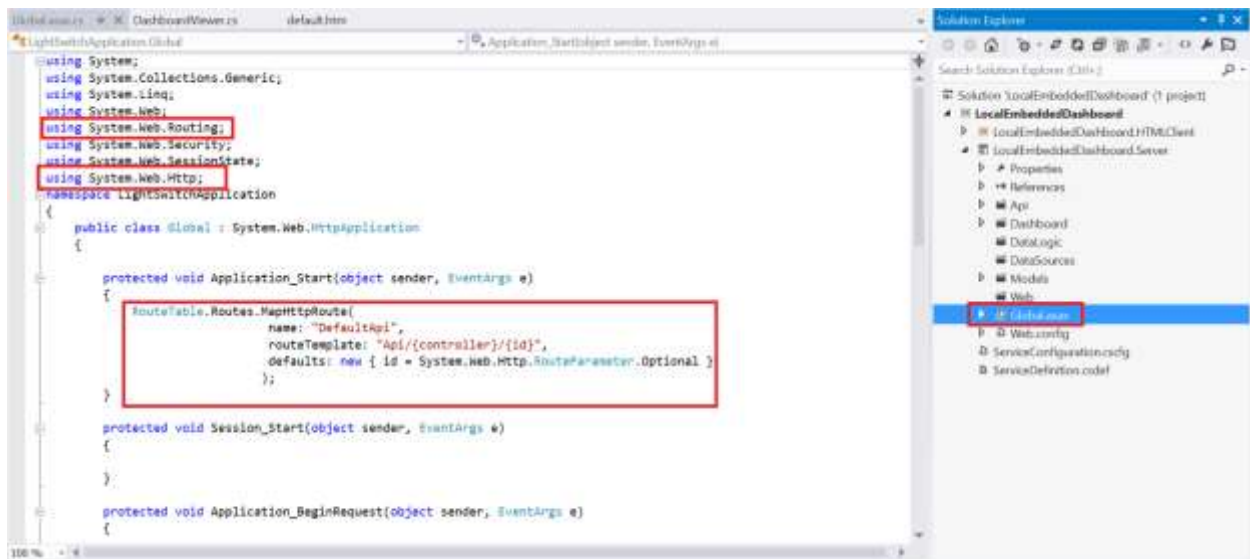 Global.asax.cs DashboardViewer.cs default.htm
LightSwitchApplication.Global
Application_Start(object sender, EventArgs e)
using System;
using System.Collections.Generic;
using System.Linq;
using System.Web;
using System.Web.Routing;
using System.Web.Security;
using System.Web.SessionState;
using System.Web.Http;
namespace LightSwitchApplication
{
public class Global : System.Web.HttpApplication
{
protected void Application_Start(object sender, EventArgs e)
{
RouteTable.Routes.MapHttpRoute(
name: "DefaultApi",
routeTemplate: "Api/{controller}/{id}",
defaults: new { id = System.Web.Http.RouteParameter.Optional }
);
}
protected void Session_Start(object sender, EventArgs e)
{
}
protected void Application_BeginRequest(object sender, EventArgs e)
{
100 %
Solution Explorer
Search Solution Explorer (Ctrl+;)
Solution 'LocalEmbeddedDashboard' (1 project)
LocalEmbeddedDashboard
LocalEmbeddedDashboard.HTMLClient
LocalEmbeddedDashboard.Server
Properties
References
Api
Dashboard
DataLogic
DataSources
Models
Web
Global.asax
Web.config
ServiceConfiguration.cscfg
ServiceDefinition.csdef